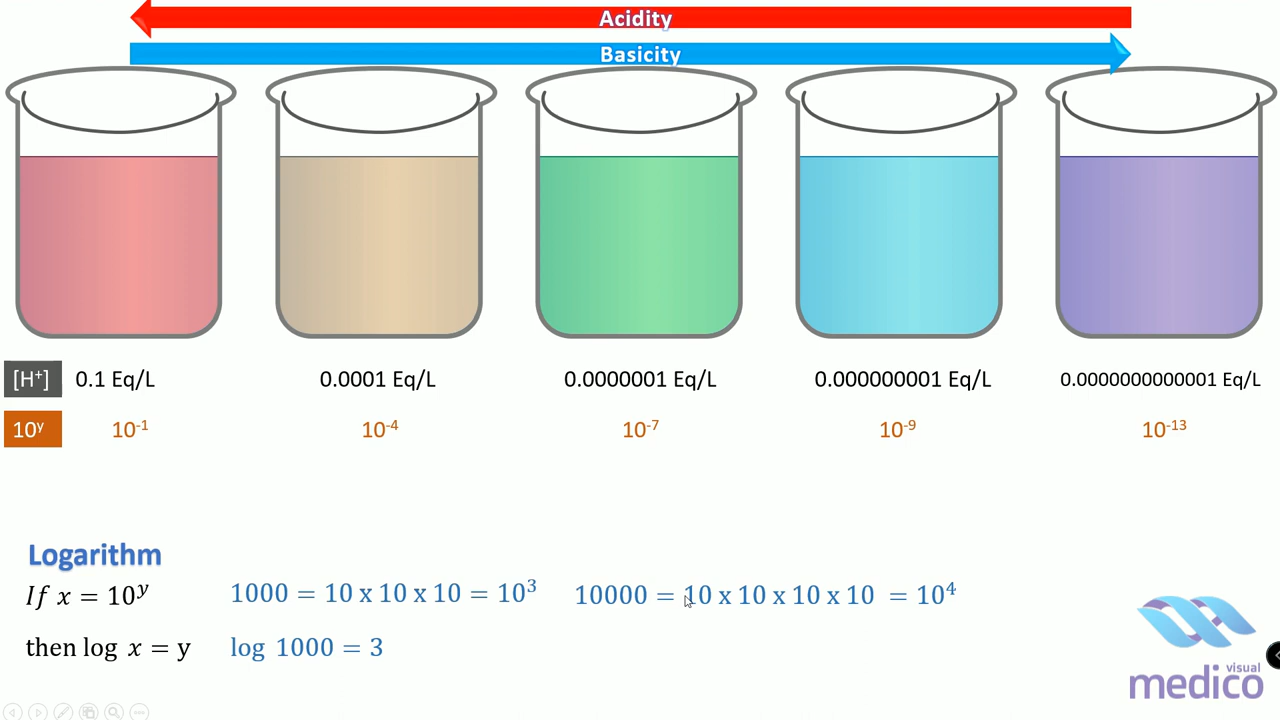 Acidity
Basicity
[H⁺] 0.1 Eq/L 0.0001 Eq/L 0.0000001 Eq/L 0.000000001 Eq/L 0.0000000000001 Eq/L
10ʸ 10⁻¹ 10⁻⁴ 10⁻⁷ 10⁻⁹ 10⁻¹³
Logarithm
If x = 10ʸ 1000 = 10 x 10 x 10 = 10³ 10000 = 10 x 10 x 10 x 10 = 10⁴
then log x = y log 1000 = 3
visual
medico